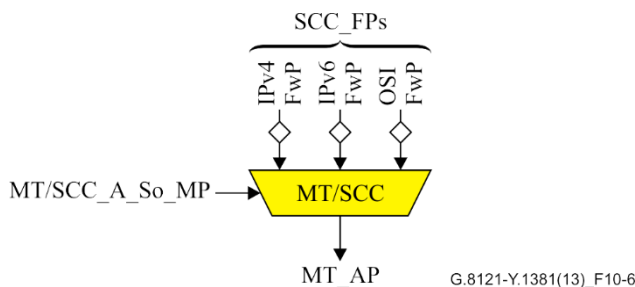 SCC_FPs
IPv4 FwP
IPv6 FwP
OSI FwP
MT/SCC_A_So_MP
MT/SCC
MT_AP
G.8121-Y.1381(13)_F10-6